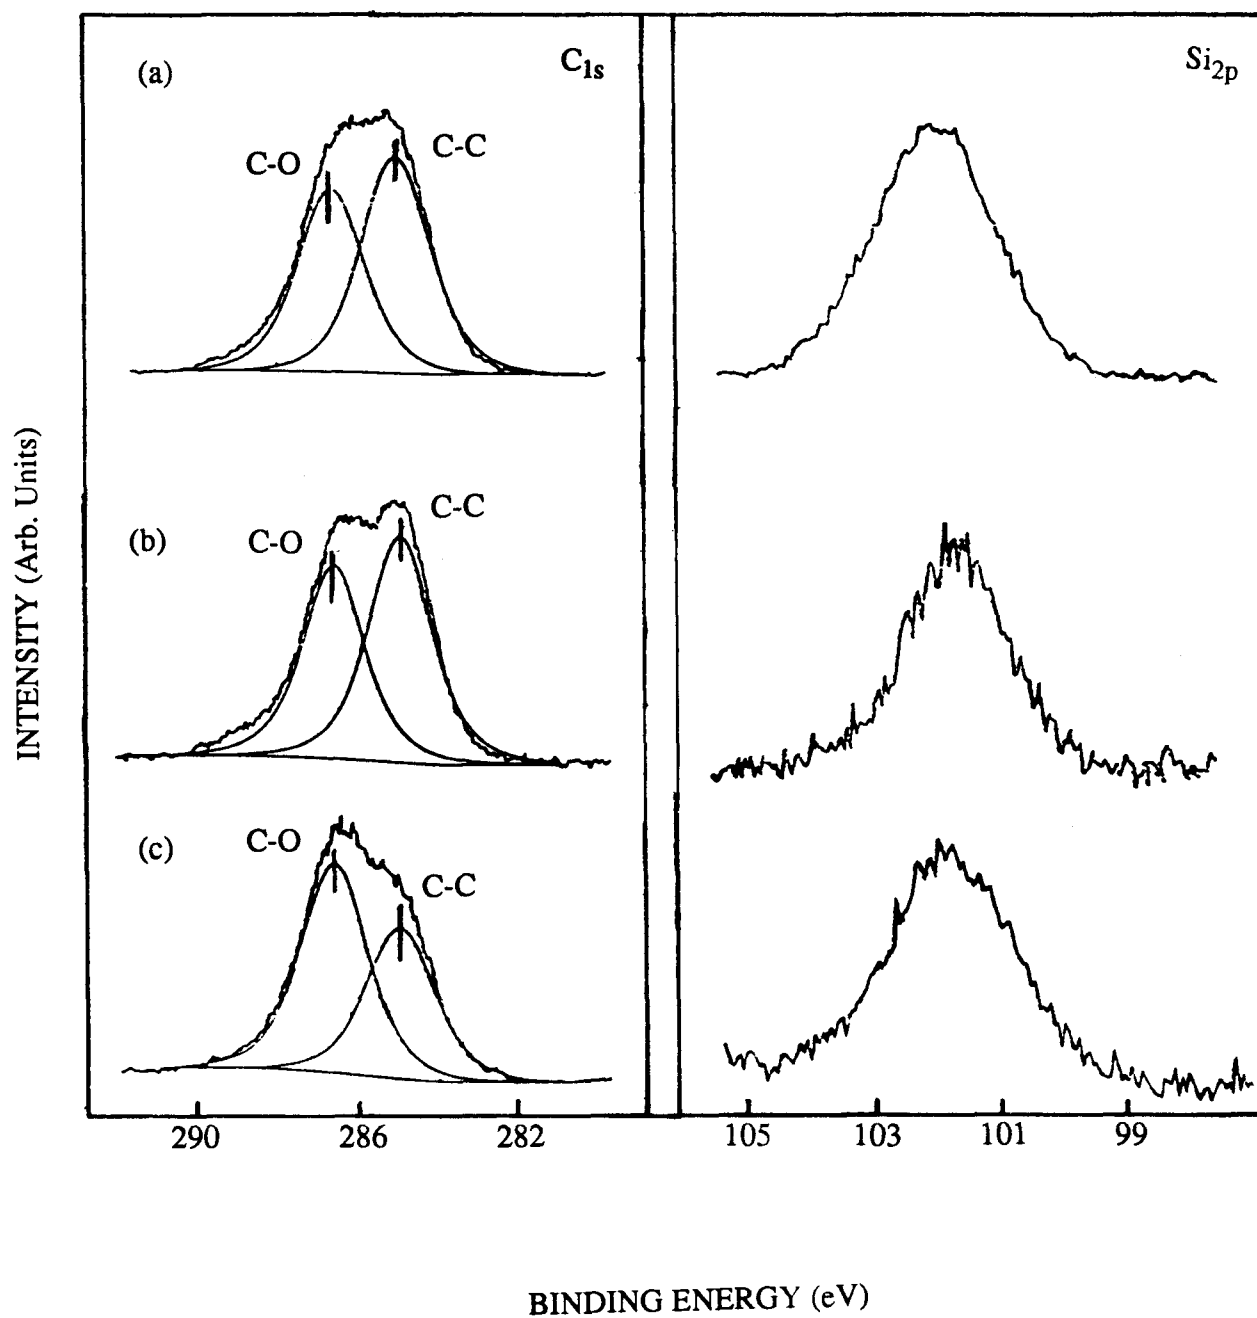 (a)
C1s
Si2p
C-O
C-C
(b)
C-O
C-C
(c)
C-O
C-C
INTENSITY (Arb. Units)
290 286 282
105 103 101 99
BINDING ENERGY (eV)